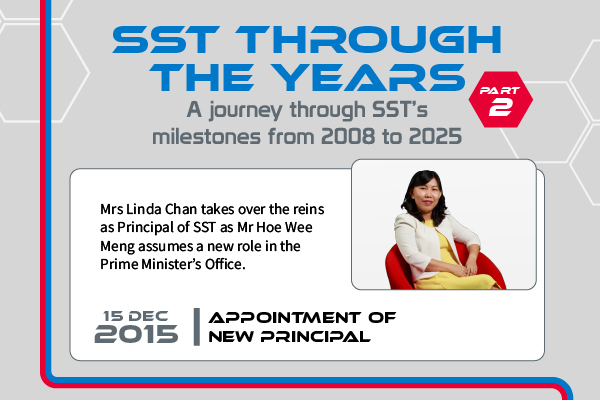 SST THROUGH
THE YEARS
PART
2
A journey through SST's
milestones from 2008 to 2025
Mrs Linda Chan takes over the reins
as Principal of SST as Mr Hoe Wee
Meng assumes a new role in the
Prime Minister's Office.
15 DEC
2015
APPOINTMENT OF
NEW PRINCIPAL